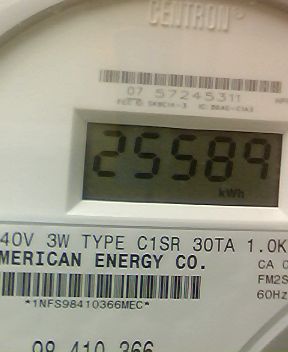 CENTRON®
07 57245311
25589
kWh
40V 3W TYPE C1SR 30TA 1.0K
MERICAN ENERGY CO.
CA 0
FM2S
60Hz
*1NFS98410366MEC*
98 410 366